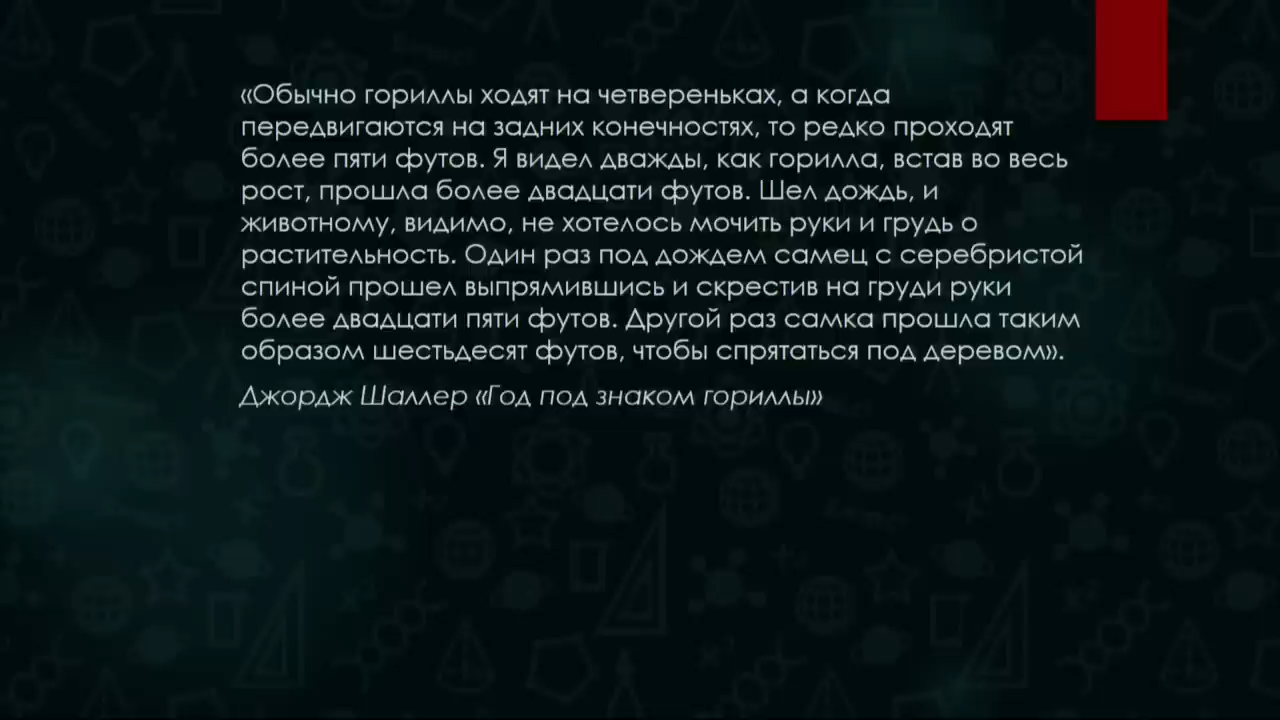 «Обычно гориллы ходят на четвереньках, а когда
передвигаются на задних конечностях, то редко проходят
более пяти футов. Я видел дважды, как горилла, встав во весь
рост, прошла более двадцати футов. Шел дождь, и
животному, видимо, не хотелось мочить руки и грудь о
растительность. Один раз под дождем самец с серебристой
спиной прошел выпрямившись и скрестив на груди руки
более двадцати пяти футов. Другой раз самка прошла таким
образом шестьдесят футов, чтобы спрятаться под деревом».
Джордж Шаллер «Год под знаком гориллы»